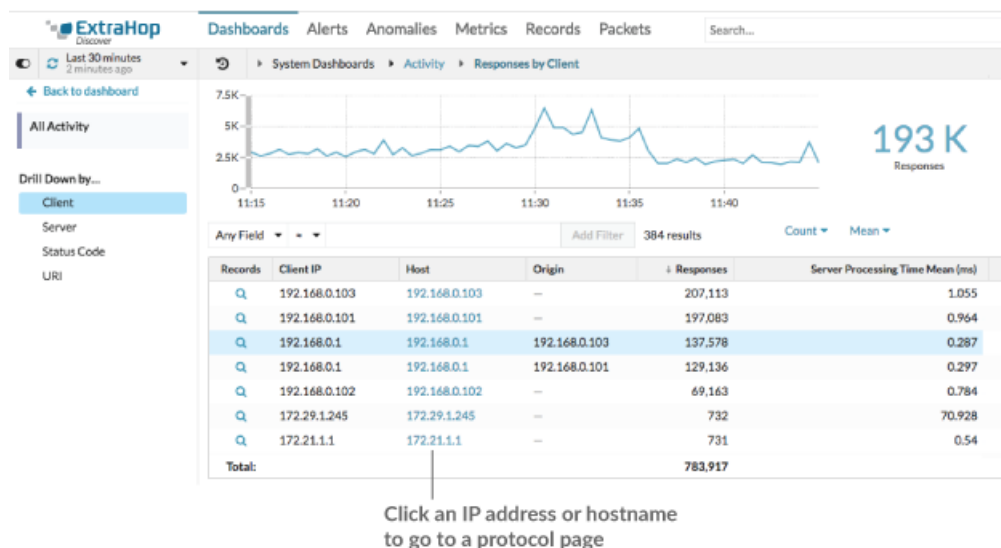 ExtraHop
Discover
Dashboards Alerts Anomalies Metrics Records Packets Search...
Last 30 minutes
2 minutes ago
System Dashboards Activity Responses by Client
Back to dashboard
All Activity
Drill Down by...
Client
Server
Status Code
URI
7.5K
5K
2.5K
0
11:15 11:20 11:25 11:30 11:35 11:40
193 K
Responses
Any Field = Add Filter 384 results Count Mean
Records Client IP Host Origin ↓ Responses Server Processing Time Mean (ms)
192.168.0.103 192.168.0.103 — 207,113 1.055
192.168.0.101 192.168.0.101 — 197,083 0.964
192.168.0.1 192.168.0.1 192.168.0.103 137,578 0.287
192.168.0.1 192.168.0.1 192.168.0.101 129,136 0.297
192.168.0.102 192.168.0.102 — 69,163 0.784
172.29.1.245 172.29.1.245 — 732 70.928
172.21.1.1 172.21.1.1 — 731 0.54
Total: 783,917
Click an IP address or hostname
to go to a protocol page